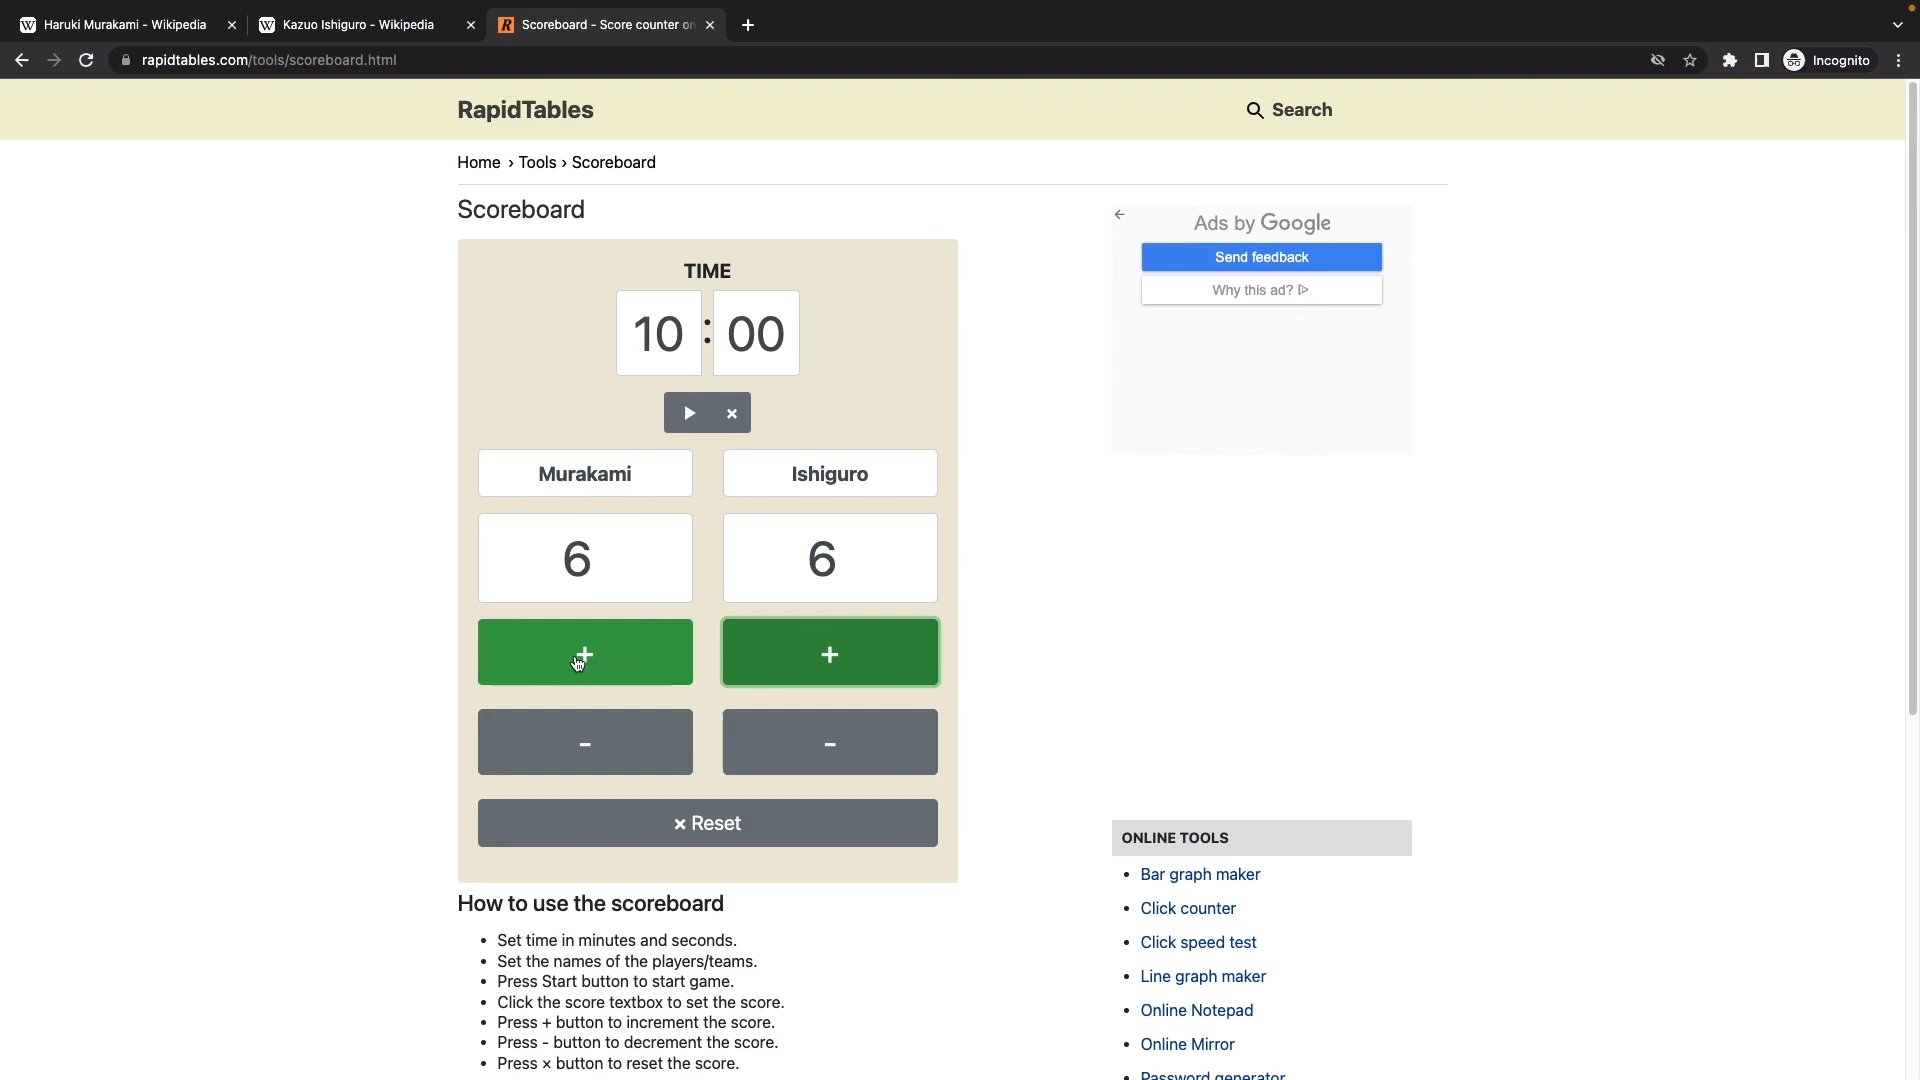 Haruki Murakami - Wikipedia
Kazuo Ishiguro - Wikipedia
Scoreboard - Score counter on
rapidtables.com/tools/scoreboard.html
Incognito
RapidTables
Search
Home › Tools › Scoreboard
Scoreboard
Ads by Google
Send feedback
Why this ad?
TIME
10 : 00
Murakami
Ishiguro
6
6
+
+
-
-
× Reset
How to use the scoreboard
• Set time in minutes and seconds.
• Set the names of the players/teams.
• Press Start button to start game.
• Click the score textbox to set the score.
• Press + button to increment the score.
• Press - button to decrement the score.
• Press × button to reset the score.
ONLINE TOOLS
• Bar graph maker
• Click counter
• Click speed test
• Line graph maker
• Online Notepad
• Online Mirror
• Password generator